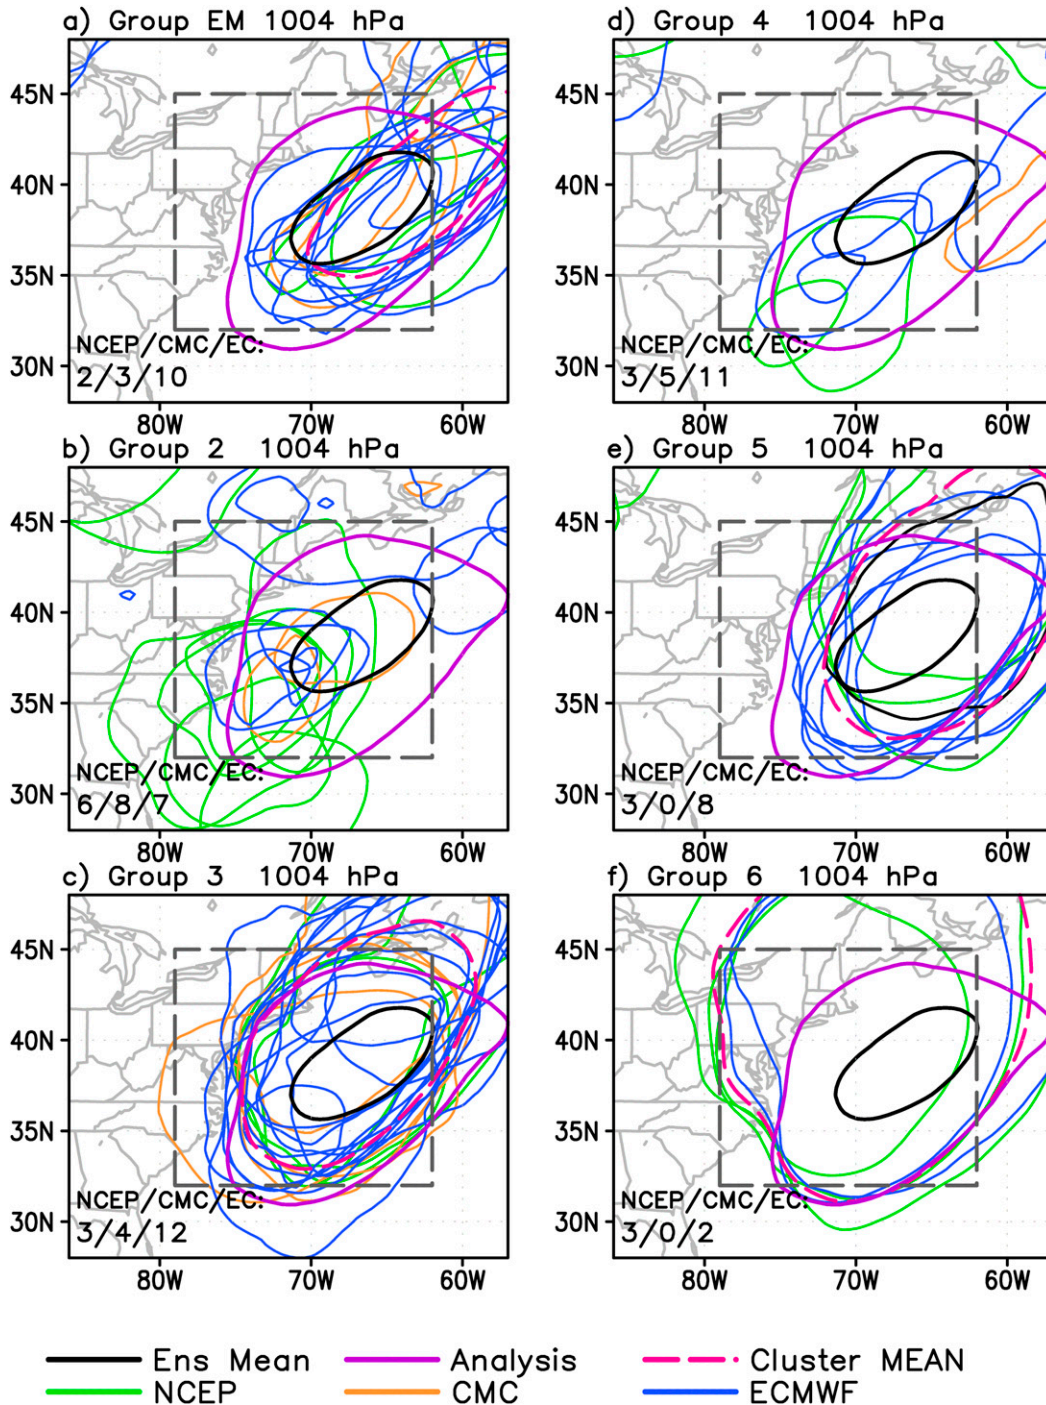 a) Group EM 1004 hPa
45N
40N
35N
30N
NCEP/CMC/EC:
2/3/10
80W 70W 60W
d) Group 4 1004 hPa
45N
40N
35N
30N
NCEP/CMC/EC:
3/5/11
80W 70W 60W
b) Group 2 1004 hPa
45N
40N
35N
30N
NCEP/CMC/EC:
6/8/7
80W 70W 60W
e) Group 5 1004 hPa
45N
40N
35N
30N
NCEP/CMC/EC:
3/0/8
80W 70W 60W
c) Group 3 1004 hPa
45N
40N
35N
30N
NCEP/CMC/EC:
3/4/12
80W 70W 60W
f) Group 6 1004 hPa
45N
40N
35N
30N
NCEP/CMC/EC:
3/0/2
80W 70W 60W
Ens Mean Analysis Cluster MEAN
NCEP CMC ECMWF